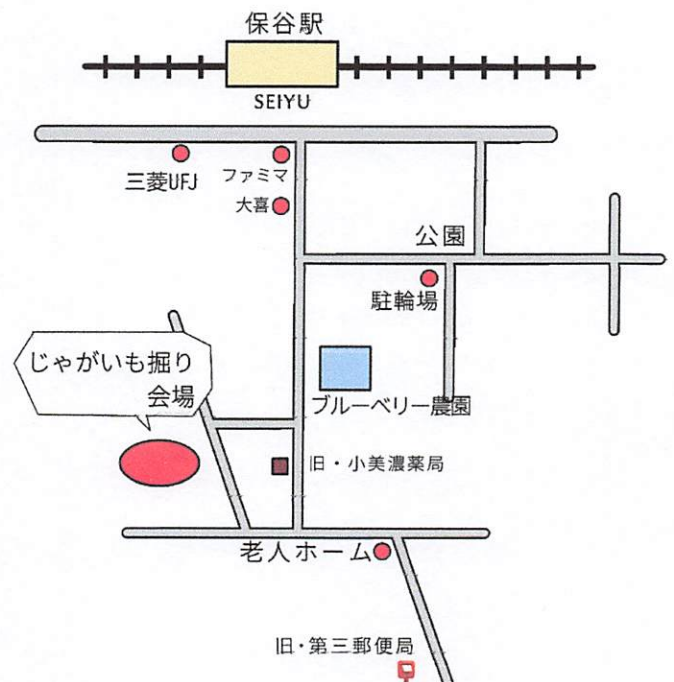 保谷駅
SEIYU
三菱UFJ
ファミマ
大喜
公園
駐輪場
じゃがいも掘り
会場
ブルーベリー農園
旧・小美濃薬局
老人ホーム
旧・第三郵便局